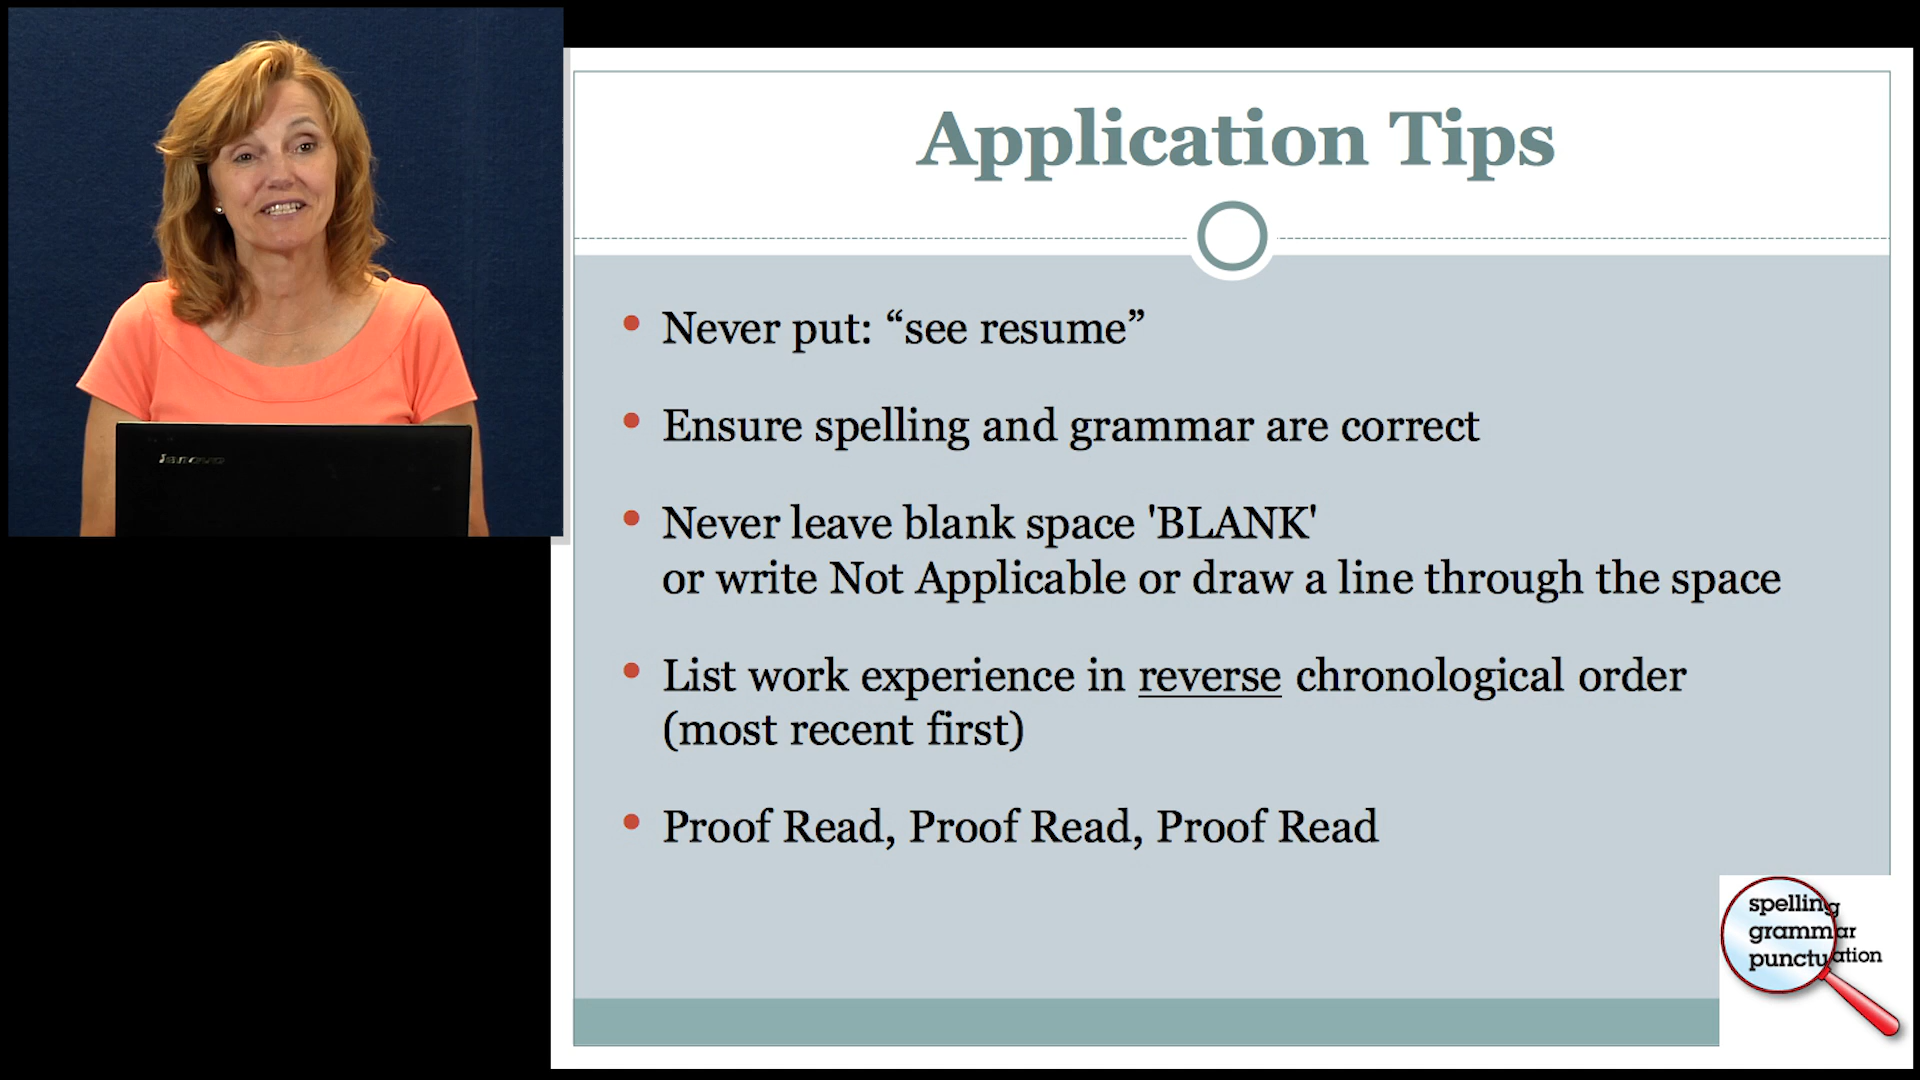 lenovo
Application Tips
• Never put: “see resume”
• Ensure spelling and grammar are correct
• Never leave blank space 'BLANK'
or write Not Applicable or draw a line through the space
• List work experience in reverse chronological order
(most recent first)
• Proof Read, Proof Read, Proof Read
spelling
grammar
punctuation